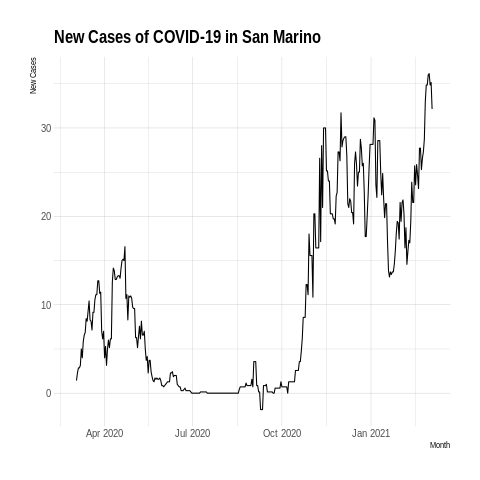 New Cases of COVID-19 in San Marino
New Cases
30
20
10
0
Apr 2020 Jul 2020 Oct 2020 Jan 2021
Month